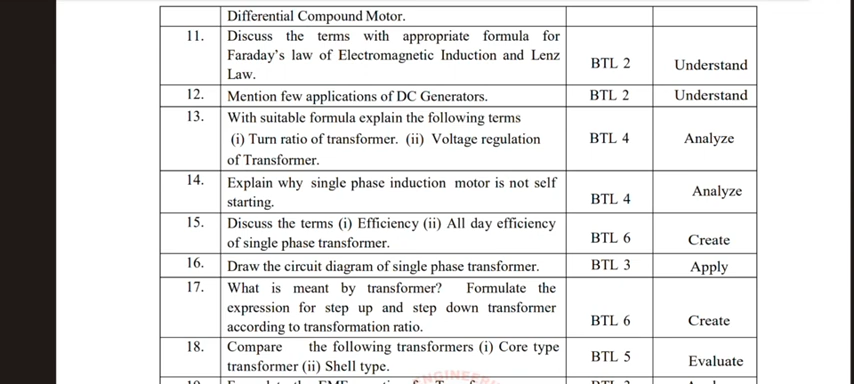 Differential Compound Motor.
11. Discuss the terms with appropriate formula for
Faraday's law of Electromagnetic Induction and Lenz
Law.
BTL 2 Understand
12. Mention few applications of DC Generators. BTL 2 Understand
13. With suitable formula explain the following terms
(i) Turn ratio of transformer. (ii) Voltage regulation
of Transformer.
BTL 4 Analyze
14. Explain why single phase induction motor is not self
starting.
BTL 4 Analyze
15. Discuss the terms (i) Efficiency (ii) All day efficiency
of single phase transformer.
BTL 6 Create
16. Draw the circuit diagram of single phase transformer. BTL 3 Apply
17. What is meant by transformer? Formulate the
expression for step up and step down transformer
according to transformation ratio.
BTL 6 Create
18. Compare the following transformers (i) Core type
transformer (ii) Shell type.
BTL 5 Evaluate